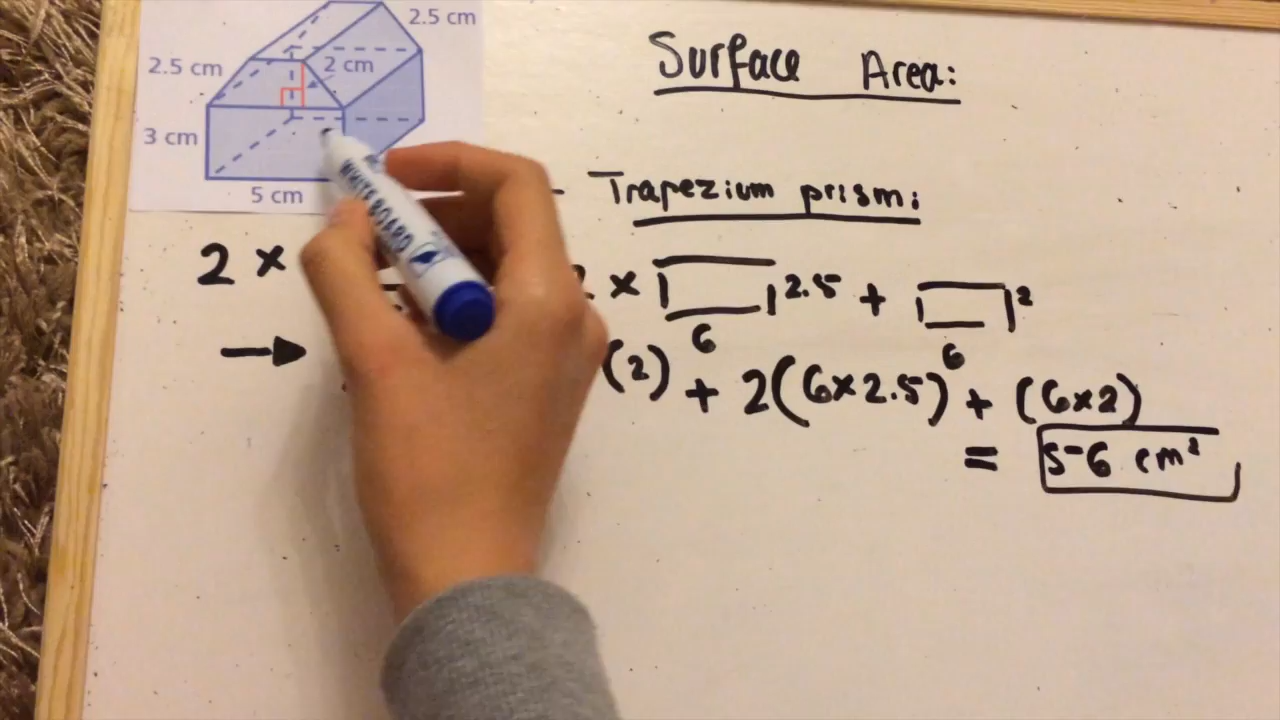 2.5 cm
2.5 cm
2 cm
3 cm
5 cm
Surface Area:
- Trapezium prism:
2 × × 2.5 + 2
6 6
(2) + 2(6×2.5) + (6×2)
= 56 cm²
WHITEBOARD